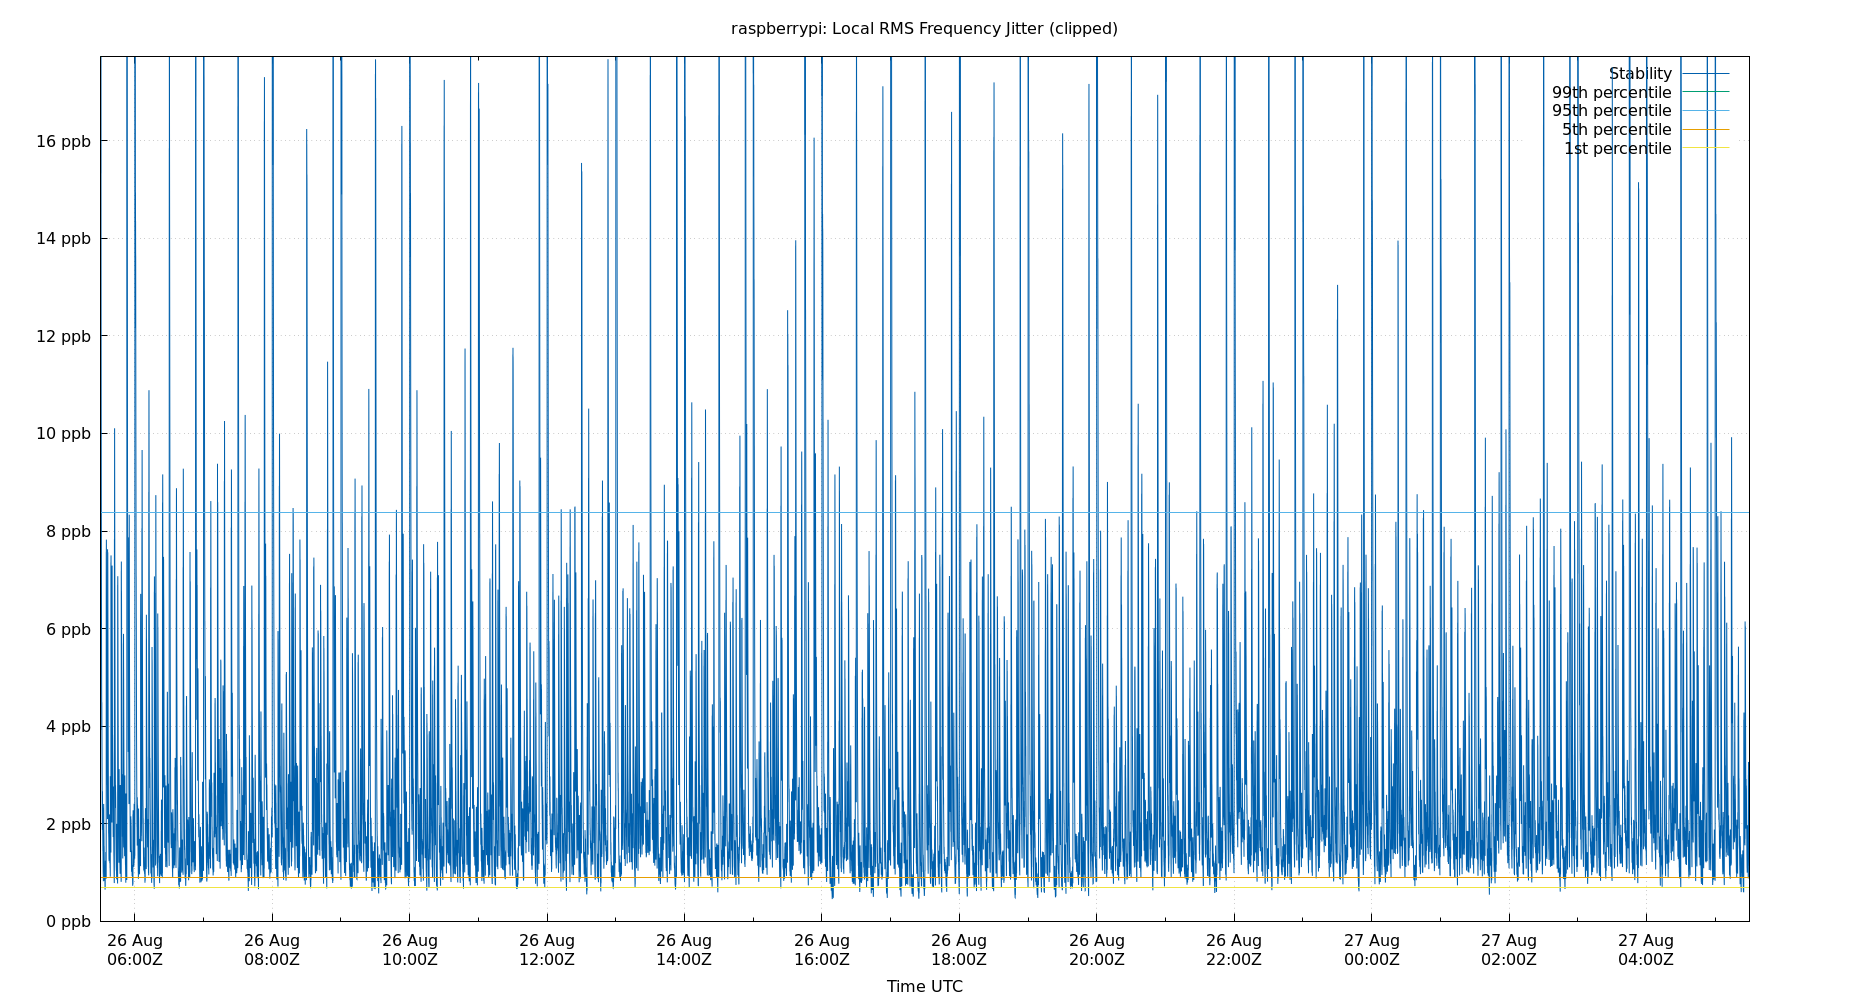 raspberrypi: Local RMS Frequency Jitter (clipped)
Stability
99th percentile
95th percentile
5th percentile
1st percentile
16 ppb
14 ppb
12 ppb
10 ppb
8 ppb
6 ppb
4 ppb
2 ppb
0 ppb
26 Aug 26 Aug 26 Aug 26 Aug 26 Aug 26 Aug 26 Aug 26 Aug 26 Aug 27 Aug 27 Aug 27 Aug
06:00Z 08:00Z 10:00Z 12:00Z 14:00Z 16:00Z 18:00Z 20:00Z 22:00Z 00:00Z 02:00Z 04:00Z
Time UTC